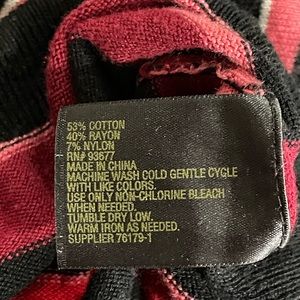 53% COTTON
40% RAYON
7% NYLON
RN# 93677
MADE IN CHINA
MACHINE WASH COLD GENTLE CYCLE
WITH LIKE COLORS.
USE ONLY NON-CHLORINE BLEACH
WHEN NEEDED.
TUMBLE DRY LOW.
WARM IRON AS NEEDED.
SUPPLIER 76179-1